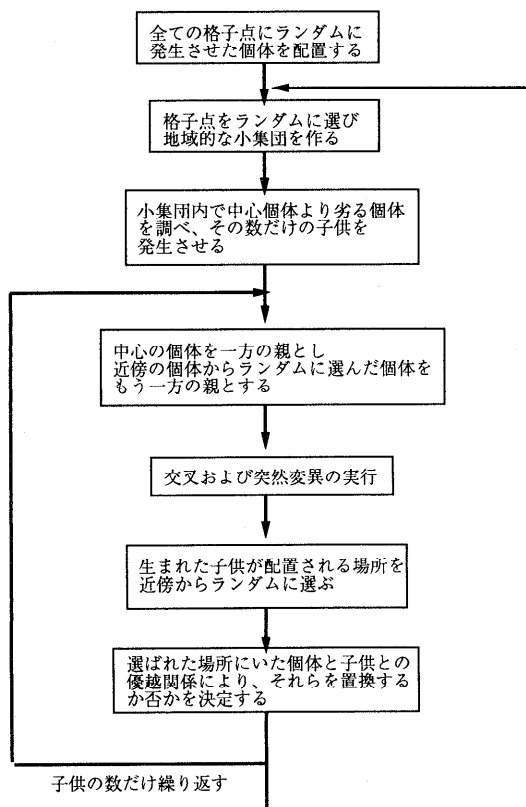 全ての格子点にランダムに
発生させた個体を配置する
格子点をランダムに選び
地域的な小集団を作る
小集団内で中心個体より劣る個体
を調べ、その数だけの子供を
発生させる
中心の個体を一方の親とし
近傍の個体からランダムに選んだ個体を
もう一方の親とする
交叉および突然変異の実行
生まれた子供が配置される場所を
近傍からランダムに選ぶ
選ばれた場所にいた個体と子供との
優越関係により、それらを置換する
か否かを決定する
子供の数だけ繰り返す